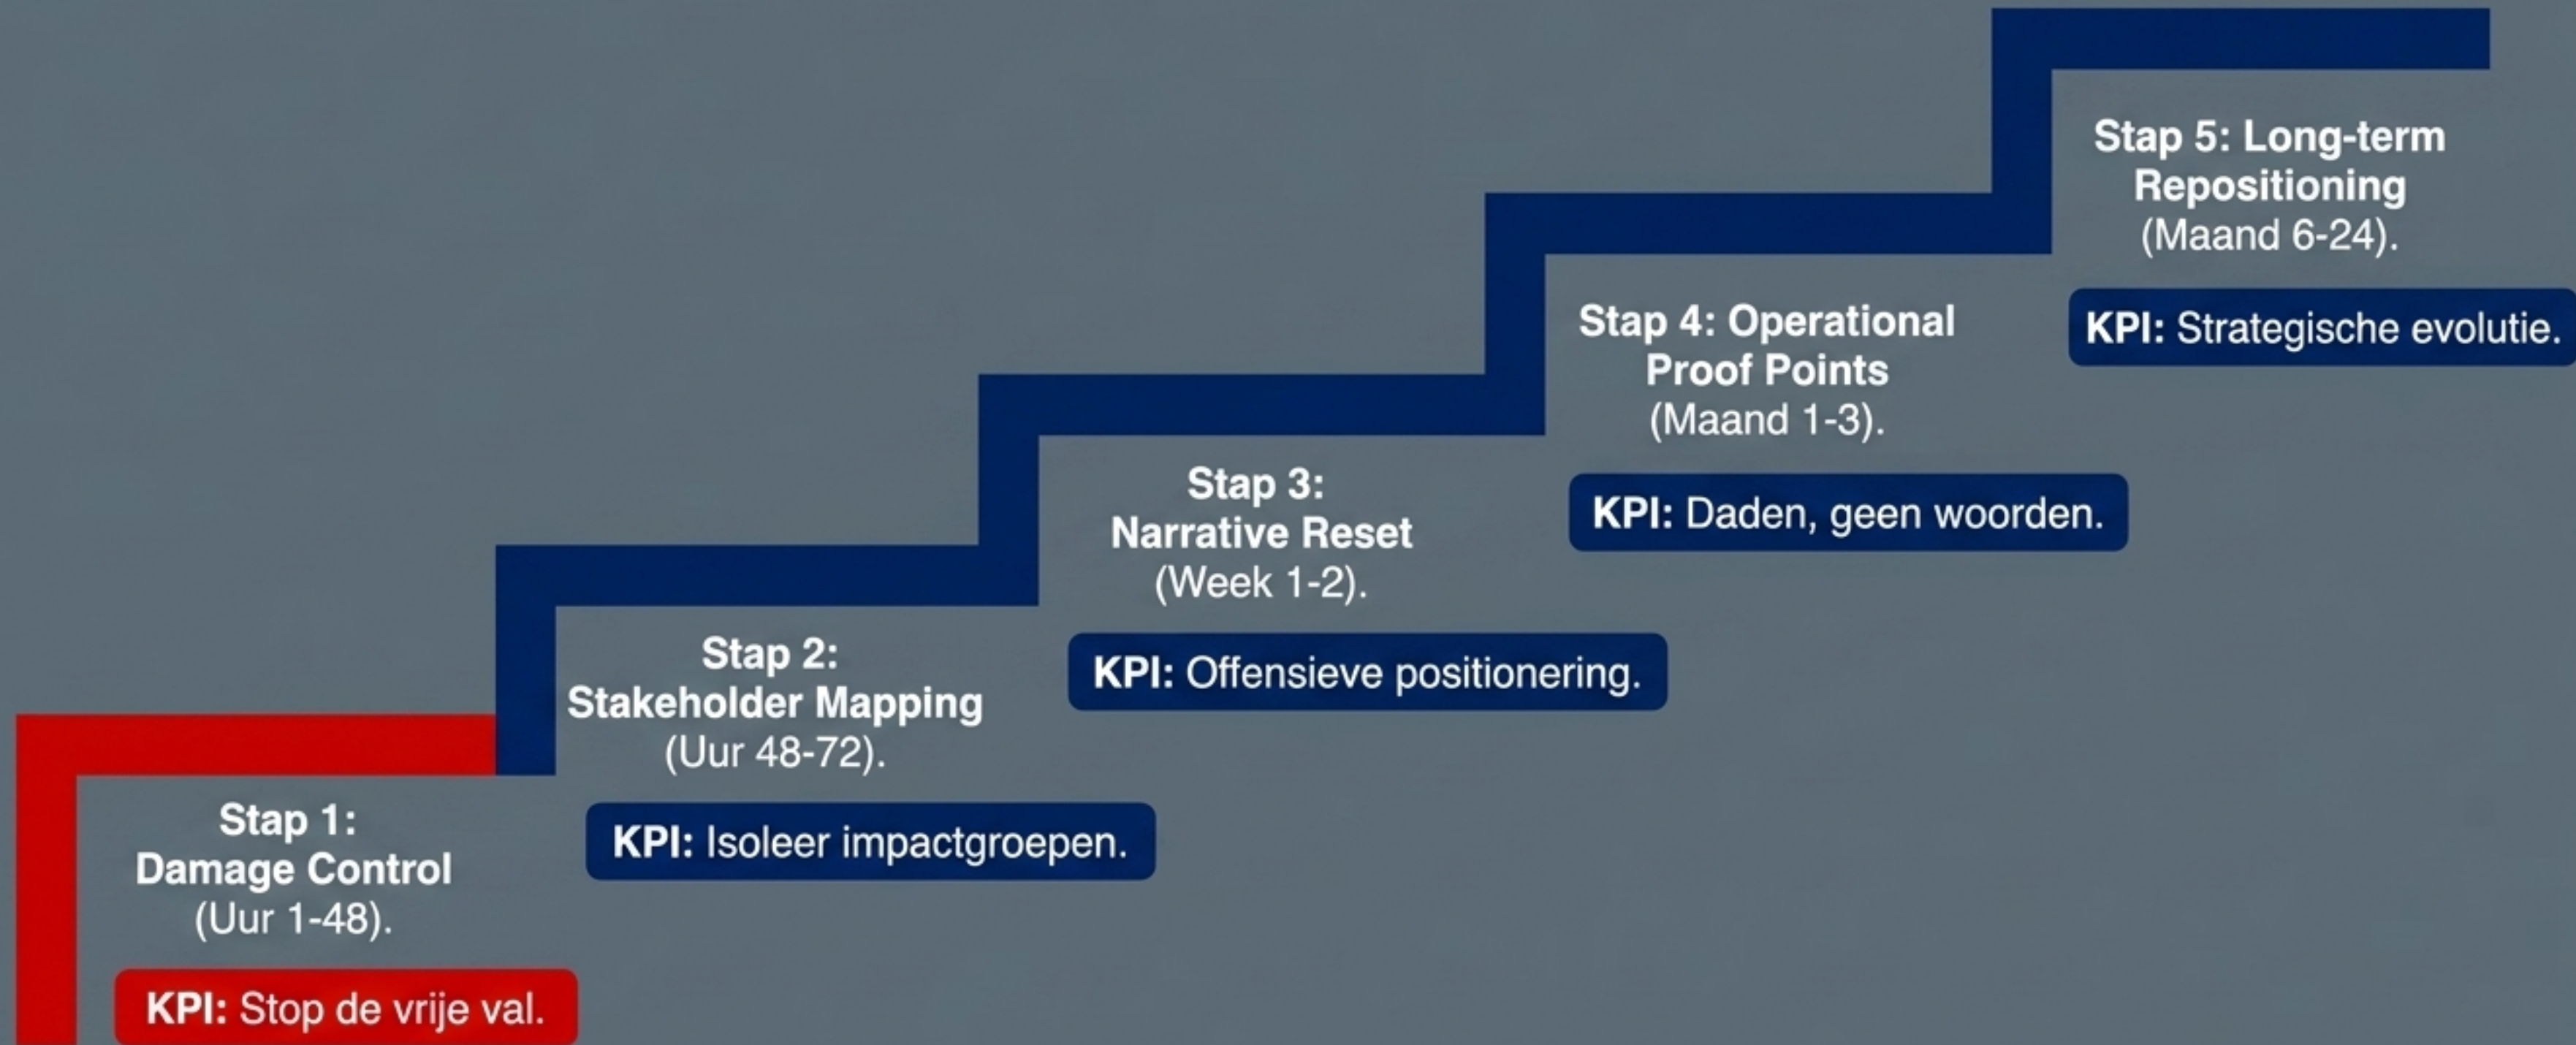 Stap 1:
Damage Control
(Uur 1-48).
KPI: Stop de vrije val.
Stap 2:
Stakeholder Mapping
(Uur 48-72).
KPI: Isoleer impactgroepen.
Stap 3:
Narrative Reset
(Week 1-2).
KPI: Offensieve positionering.
Stap 4: Operational
Proof Points
(Maand 1-3).
KPI: Daden, geen woorden.
Stap 5: Long-term
Repositioning
(Maand 6-24).
KPI: Strategische evolutie.